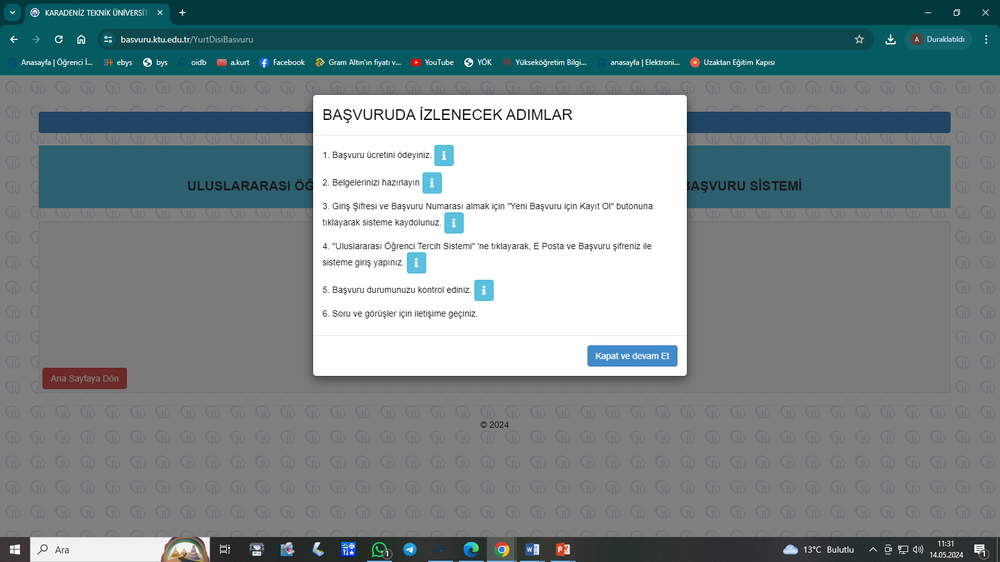 KARADENİZ TEKNİK ÜNİVERSİT
basvuru.ktu.edu.tr/YurtDisiBasvuru
A Duraklatıldı
Anasayfa | Öğrenci İ...
ebys
bys
oidb
a.kurt
Facebook
Gram Altın'ın fiyatı v...
YouTube
YÖK
Yükseköğretim Bilgi...
anasayfa | Elektroni...
Uzaktan Eğitim Kapısı
BAŞVURUDA İZLENECEK ADIMLAR
1. Başvuru ücretini ödeyiniz.
2. Belgelerinizi hazırlayın
3. Giriş Şifresi ve Başvuru Numarası almak için "Yeni Başvuru için Kayıt Ol" butonuna
tıklayarak sisteme kaydolunuz.
4. "Uluslararası Öğrenci Tercih Sistemi" 'ne tıklayarak, E Posta ve Başvuru şifreniz ile
sisteme giriş yapınız.
5. Başvuru durumunuzu kontrol ediniz.
6. Soru ve görüşler için iletişime geçiniz.
Kapat ve devam Et
ULUSLARARASI ÖĞ
BAŞVURU SİSTEMİ
Ana Sayfaya Dön
© 2024
Ara
1
13°C Bulutlu
11:31
14.05.2024
1